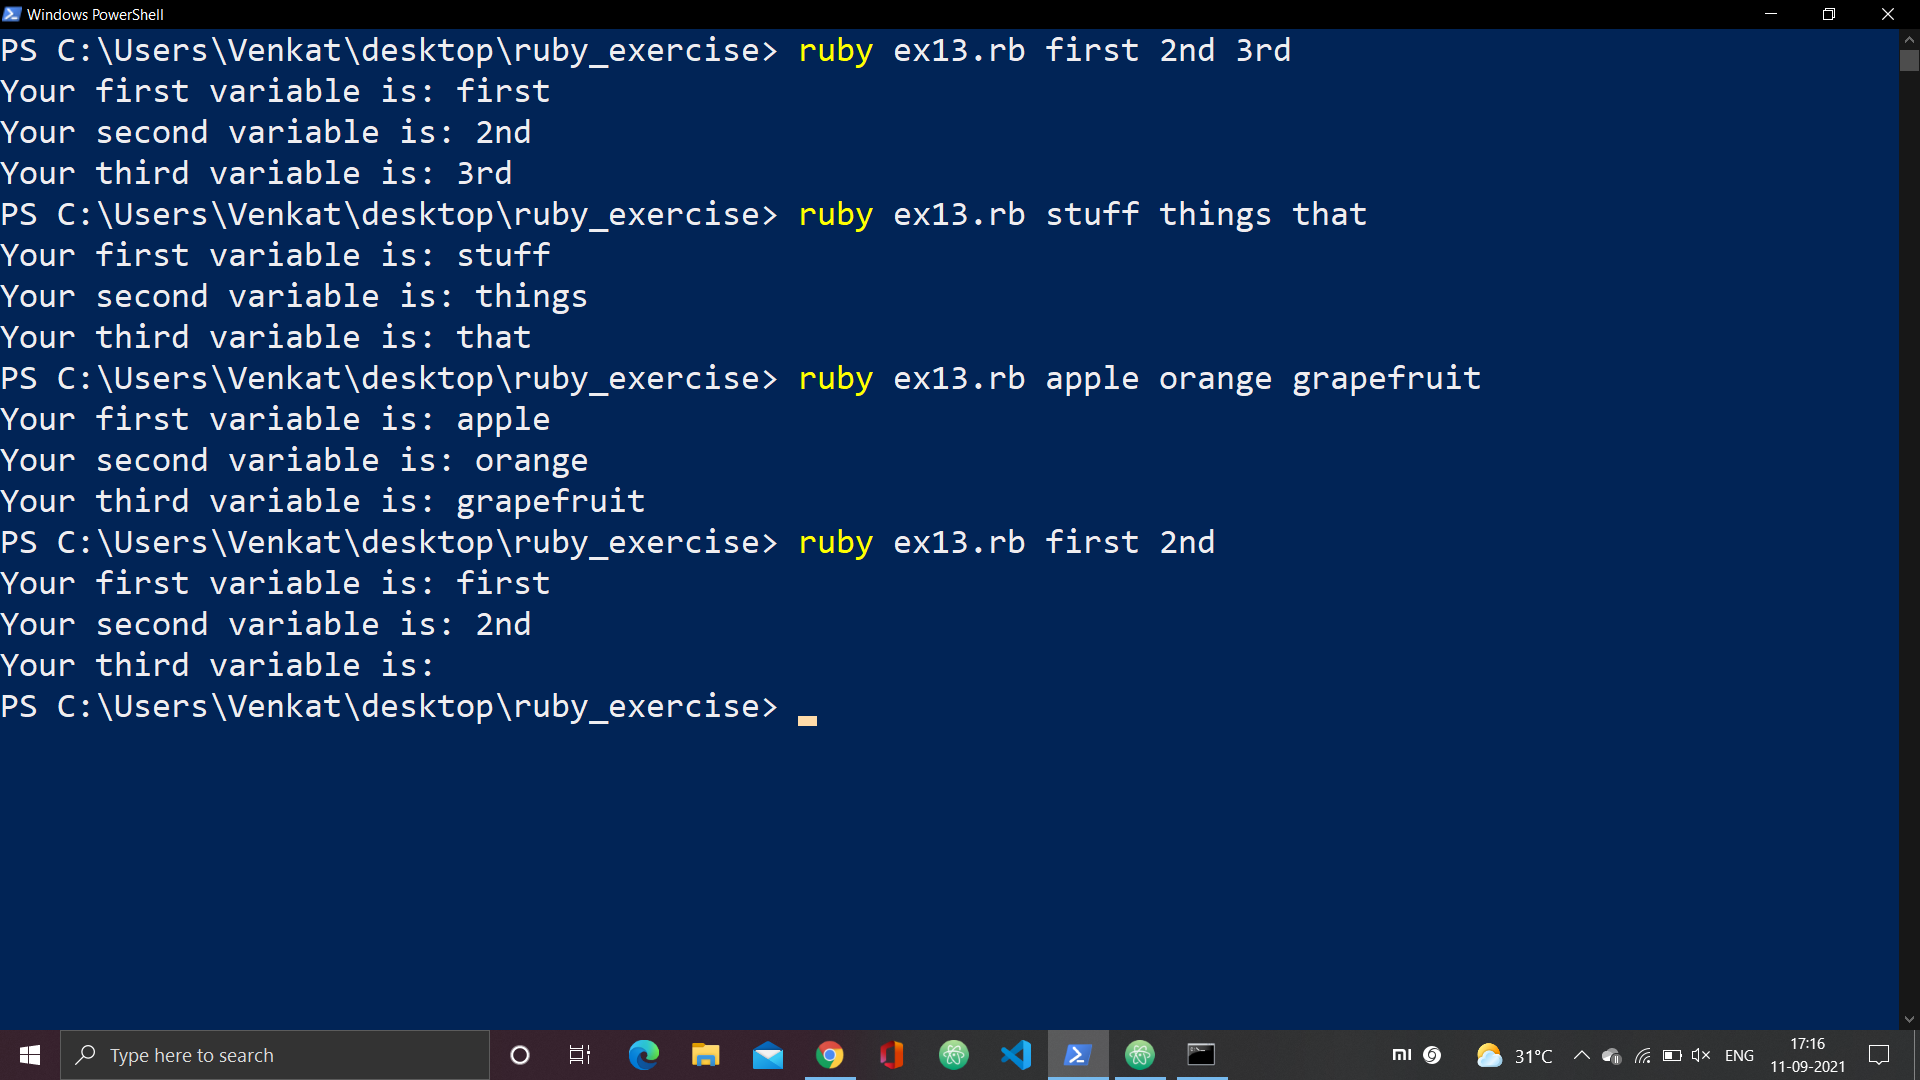 Windows PowerShell
PS C:\Users\Venkat\desktop\ruby_exercise> ruby ex13.rb first 2nd 3rd
Your first variable is: first
Your second variable is: 2nd
Your third variable is: 3rd
PS C:\Users\Venkat\desktop\ruby_exercise> ruby ex13.rb stuff things that
Your first variable is: stuff
Your second variable is: things
Your third variable is: that
PS C:\Users\Venkat\desktop\ruby_exercise> ruby ex13.rb apple orange grapefruit
Your first variable is: apple
Your second variable is: orange
Your third variable is: grapefruit
PS C:\Users\Venkat\desktop\ruby_exercise> ruby ex13.rb first 2nd
Your first variable is: first
Your second variable is: 2nd
Your third variable is:
PS C:\Users\Venkat\desktop\ruby_exercise>
Type here to search
mı 31°C ENG 17:16
11-09-2021